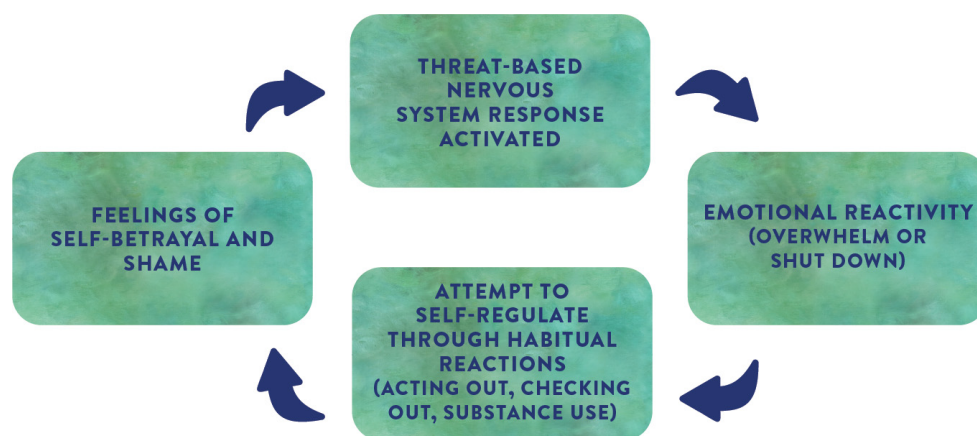 THREAT-BASED
NERVOUS
SYSTEM RESPONSE
ACTIVATED
EMOTIONAL REACTIVITY
(OVERWHELM OR
SHUT DOWN)
ATTEMPT TO
SELF-REGULATE
THROUGH HABITUAL
REACTIONS
(ACTING OUT, CHECKING
OUT, SUBSTANCE USE)
FEELINGS OF
SELF-BETRAYAL AND
SHAME